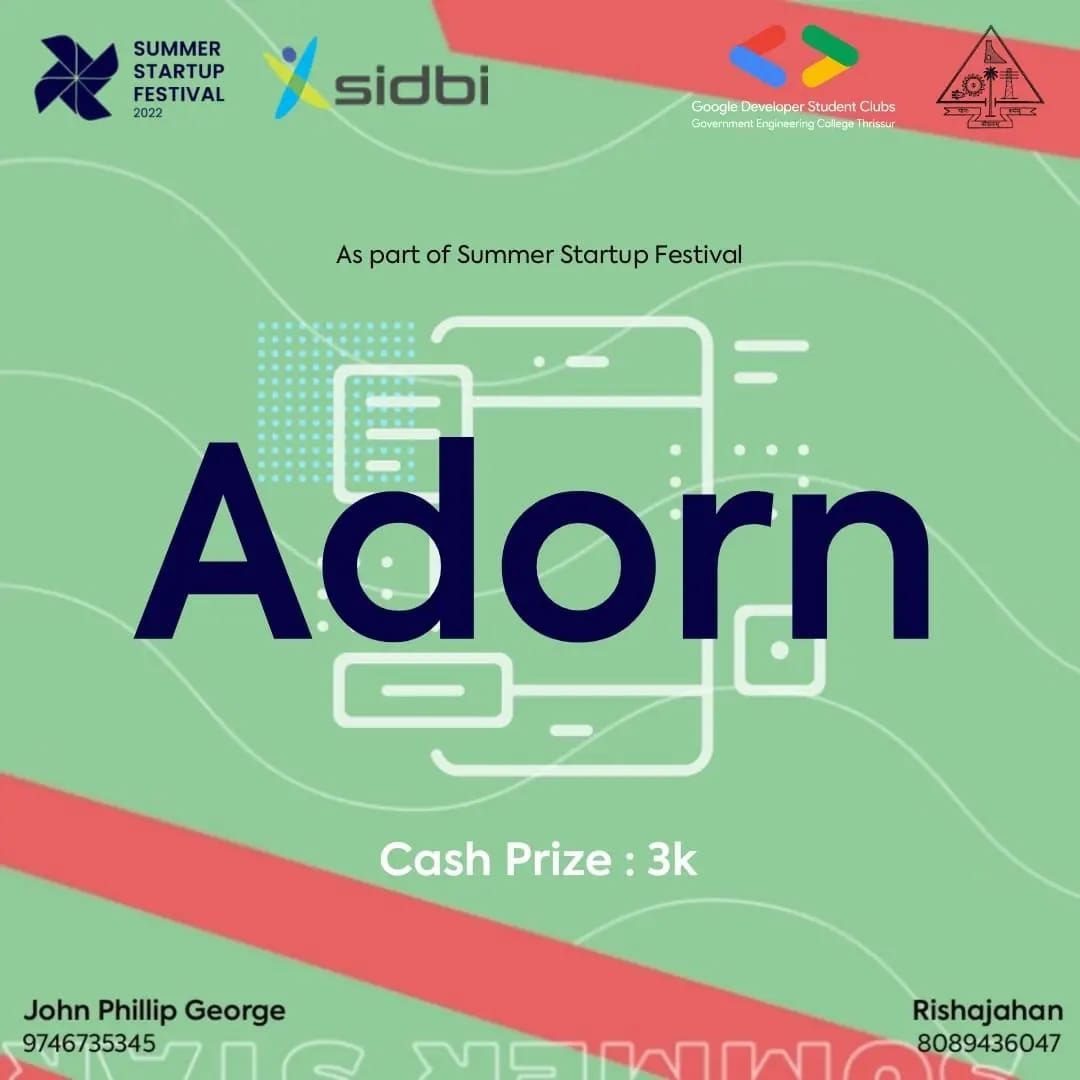 SUMMER
STARTUP
FESTIVAL
2022
sidbi
Google Developer Student Clubs
Government Engineering College Thrissur
As part of Summer Startup Festival
Adorn
Cash Prize : 3k
John Phillip George
9746735345
Rishajahan
8089436047